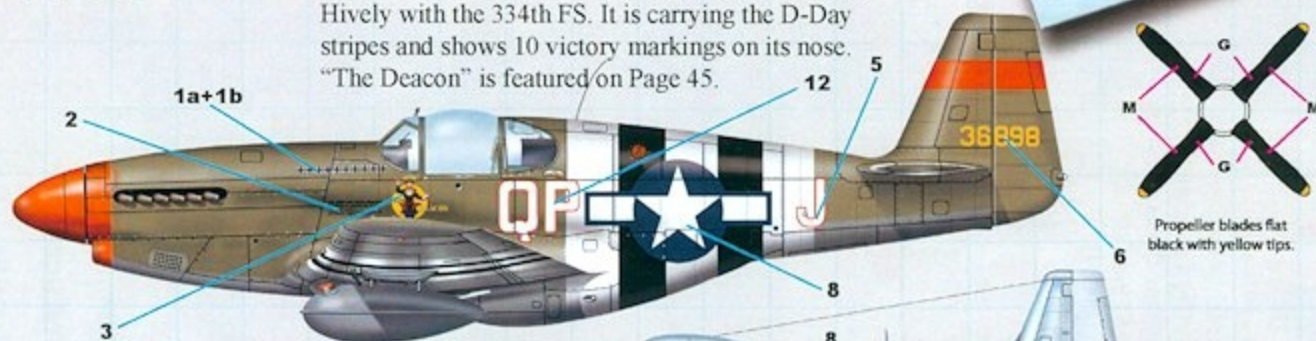 Hively with the 334th FS. It is carrying the D-Day
stripes and shows 10 victory markings on its nose.
“The Deacon” is featured on Page 45.
1a+1b
2
12
5
G
M
M
G
36898
QP
J
Propeller blades flat
black with yellow tips.
6
8
3
8